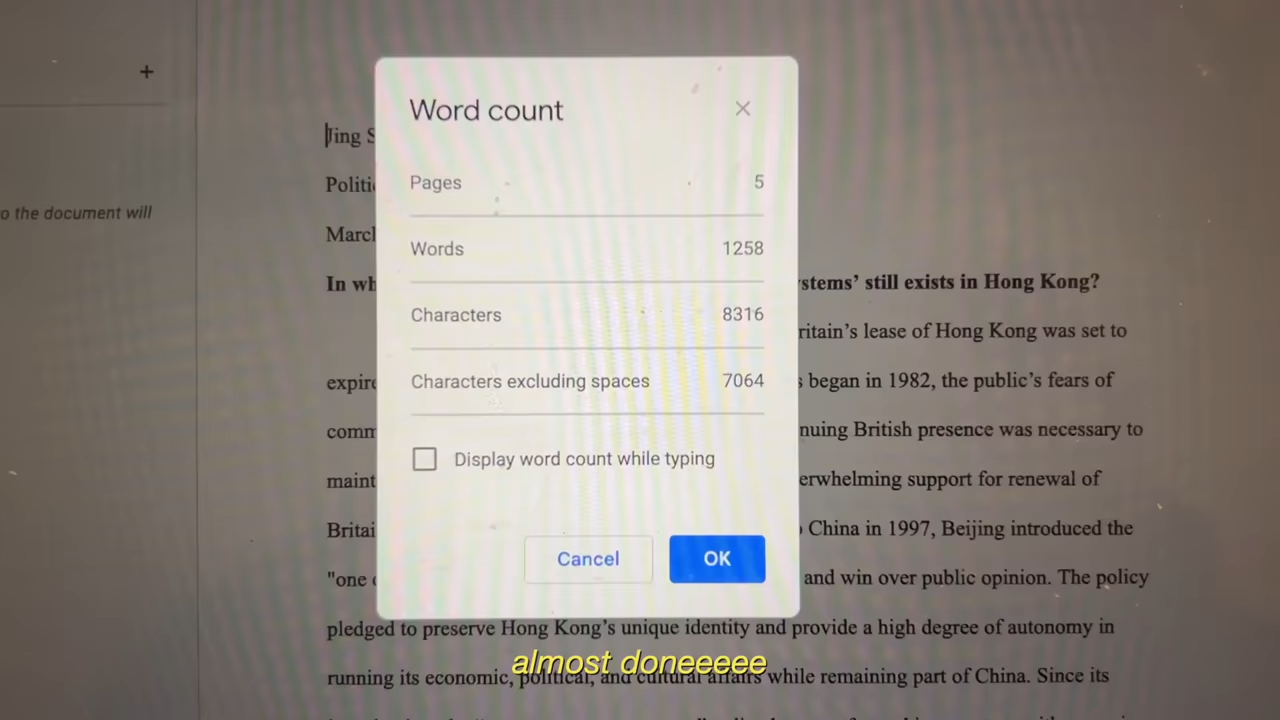 +
o the document will
Jing S
Politi
March
In wh
stems’ still exists in Hong Kong?
ritain’s lease of Hong Kong was set to
expire
began in 1982, the public’s fears of
comm
nuing British presence was necessary to
maint
erwhelming support for renewal of
Britai
China in 1997, Beijing introduced the
"one
and win over public opinion. The policy
pledged to preserve Hong Kong’s unique identity and provide a high degree of autonomy in
running its economic, political, and cultural affairs while remaining part of China. Since its
Word count
Pages 5
Words 1258
Characters 8316
Characters excluding spaces 7064
Display word count while typing
Cancel OK
almost doneeeee